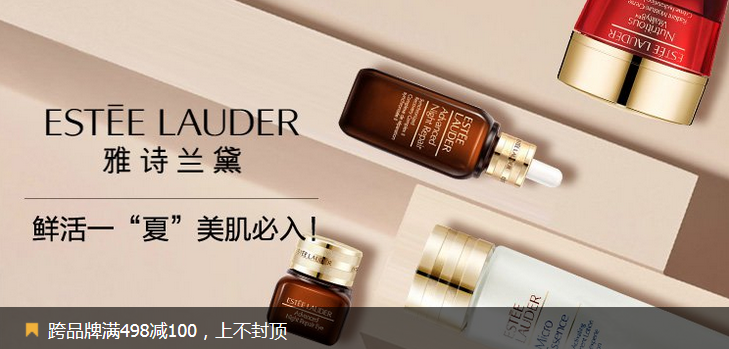 ESTĒE LAUDER
雅诗兰黛
鲜活一“夏”美肌必入!
ESTĒE
LAUDER
Advanced
Night Repair
ESTĒE LAUDER
Nutritious
ESTĒE LAUDER
Advanced
Night Repair Eye
ESTĒE
LAUDER
Micro
Essence
跨品牌满498减100，上不封顶